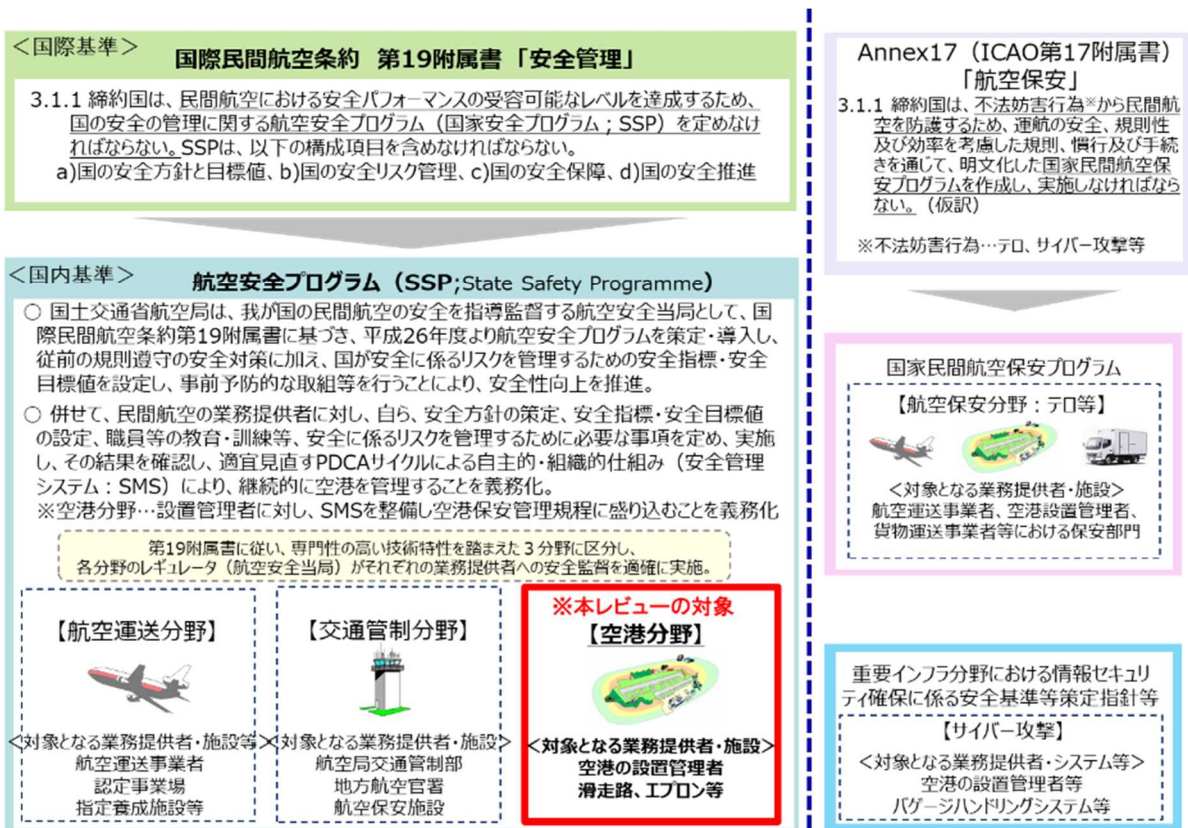 <国際基準>
国際民間航空条約 第19附属書「安全管理」
3.1.1 締約国は、民間航空における安全パフォーマンスの受容可能なレベルを達成するため、
国の安全の管理に関する航空安全プログラム（国家安全プログラム；SSP）を定めなけ
ればならない。SSPは、以下の構成項目を含めなければならない。
a)国の安全方針と目標値、b)国の安全リスク管理、c)国の安全保障、d)国の安全推進
<国内基準>
航空安全プログラム（SSP;State Safety Programme）
○ 国土交通省航空局は、我が国の民間航空の安全を指導監督する航空安全当局として、国
際民間航空条約第19附属書に基づき、平成26年度より航空安全プログラムを策定・導入し、
従前の規則遵守の安全対策に加え、国が安全に係るリスクを管理するための安全指標・安全
目標値を設定し、事前予防的な取組等を行うことにより、安全性向上を推進。
○ 併せて、民間航空の業務提供者に対し、自ら、安全方針の策定、安全指標・安全目標値
の設定、職員等の教育・訓練等、安全に係るリスクを管理するために必要な事項を定め、実施
し、その結果を確認し、適宜見直すPDCAサイクルによる自主的・組織的仕組み（安全管理
システム：SMS）により、継続的に空港を管理することを義務化。
※空港分野…設置管理者に対し、SMSを整備し空港保安管理規程に盛り込むことを義務化
第19附属書に従い、専門性の高い技術特性を踏まえた３分野に区分し、
各分野のレギュレータ（航空安全当局）がそれぞれの業務提供者への安全監督を適確に実施。
【航空運送分野】
<対象となる業務提供者・施設等>
航空運送事業者
認定事業場
指定養成施設等
【交通管制分野】
<対象となる業務提供者・施設>
航空局交通管制部
地方航空官署
航空保安施設
※本レビューの対象
【空港分野】
<対象となる業務提供者・施設>
空港の設置管理者
滑走路、エプロン等
Annex17（ICAO第17附属書）
「航空保安」
3.1.1 締約国は、不法妨害行為※から民間航
空を防護するため、運航の安全、規則性
及び効率を考慮した規則、慣行及び手続
きを通じて、明文化した国家民間航空保
安プログラムを作成し、実施しなければなら
ない。（仮訳）
※不法妨害行為…テロ、サイバー攻撃等
国家民間航空保安プログラム
【航空保安分野：テロ等】
<対象となる業務提供者・施設>
航空運送事業者、空港設置管理者、
貨物運送事業者等における保安部門
重要インフラ分野における情報セキュリ
ティ確保に係る安全基準等策定指針等
【サイバー攻撃】
<対象となる業務提供者・システム等>
空港の設置管理者等
バゲージハンドリングシステム等